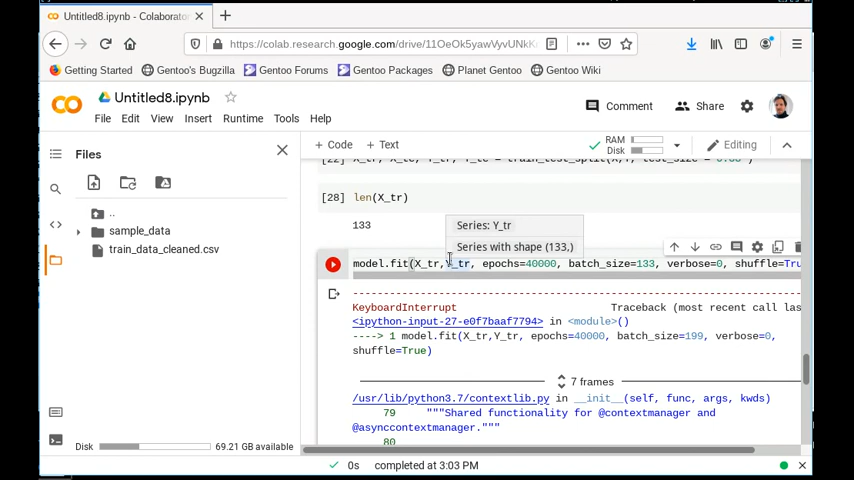 Untitled8.ipynb - Colaborato
https://colab.research.google.com/drive/11OeOk5yawVyvUNkK
Getting Started
Gentoo's Bugzilla
Gentoo Forums
Gentoo Packages
Planet Gentoo
Gentoo Wiki
Untitled8.ipynb
Comment
Share
File Edit View Insert Runtime Tools Help
+ Code + Text
RAM
Disk
Editing
Files
..
sample_data
train_data_cleaned.csv
Disk
69.21 GB available
[22]
[28] len(X_tr)
133
Series: Y_tr
Series with shape (133,)
model.fit(X_tr,Y_tr, epochs=40000, batch_size=133, verbose=0, shuffle=Tru
---------------------------------------------------------------------------
KeyboardInterrupt Traceback (most recent call las
<ipython-input-27-e0f7baaf7794> in <module>()
----> 1 model.fit(X_tr,Y_tr, epochs=40000, batch_size=199, verbose=0,
shuffle=True)
7 frames
/usr/lib/python3.7/contextlib.py in __init__(self, func, args, kwds)
79 """Shared functionality for @contextmanager and
@asynccontextmanager."""
80
0s completed at 3:03 PM